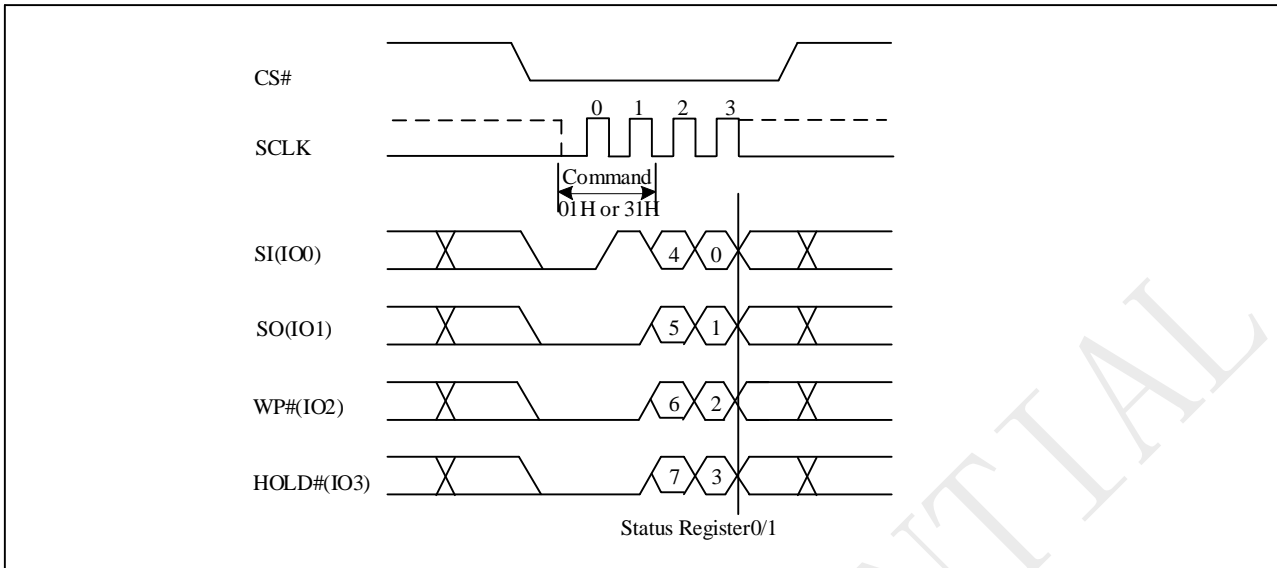 CS#
0 1 2 3
SCLK
Command
01H or 31H
SI(IO0)
4 0
SO(IO1)
5 1
WP#(IO2)
6 2
HOLD#(IO3)
7 3
Status Register0/1
NTIAL